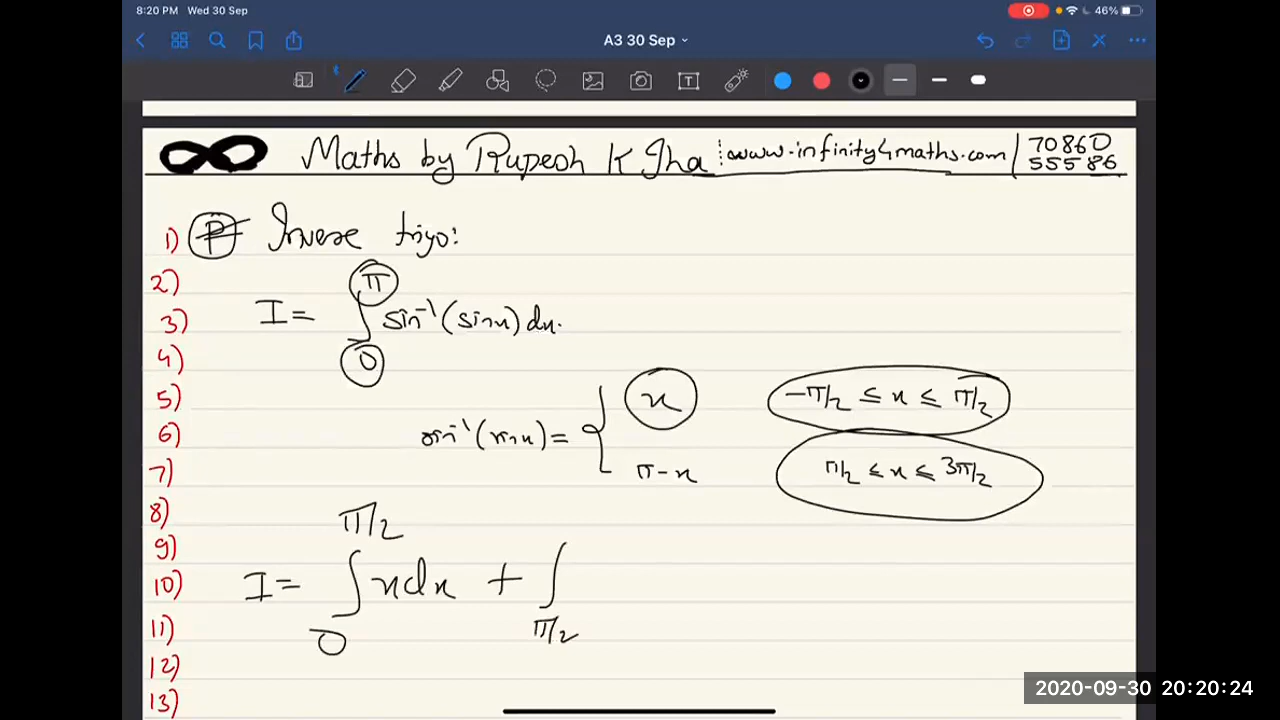 8:20 PM Wed 30 Sep
46%
A3 30 Sep
T
Maths by Rupesh K Jha www.infinity4maths.com 70860 55586
1) P Inverse trigo:
2)
3) I = ∫₀^π sin⁻¹(sinx) dx.
4)
5) x -π/2 ≤ x ≤ π/2
6) sin⁻¹(sinx) = {
7) π-x π/2 ≤ x ≤ 3π/2
8)
9)
10) I = ∫₀^π/2 x dx + ∫π/2
11)
12)
13)
2020-09-30 20:20:24